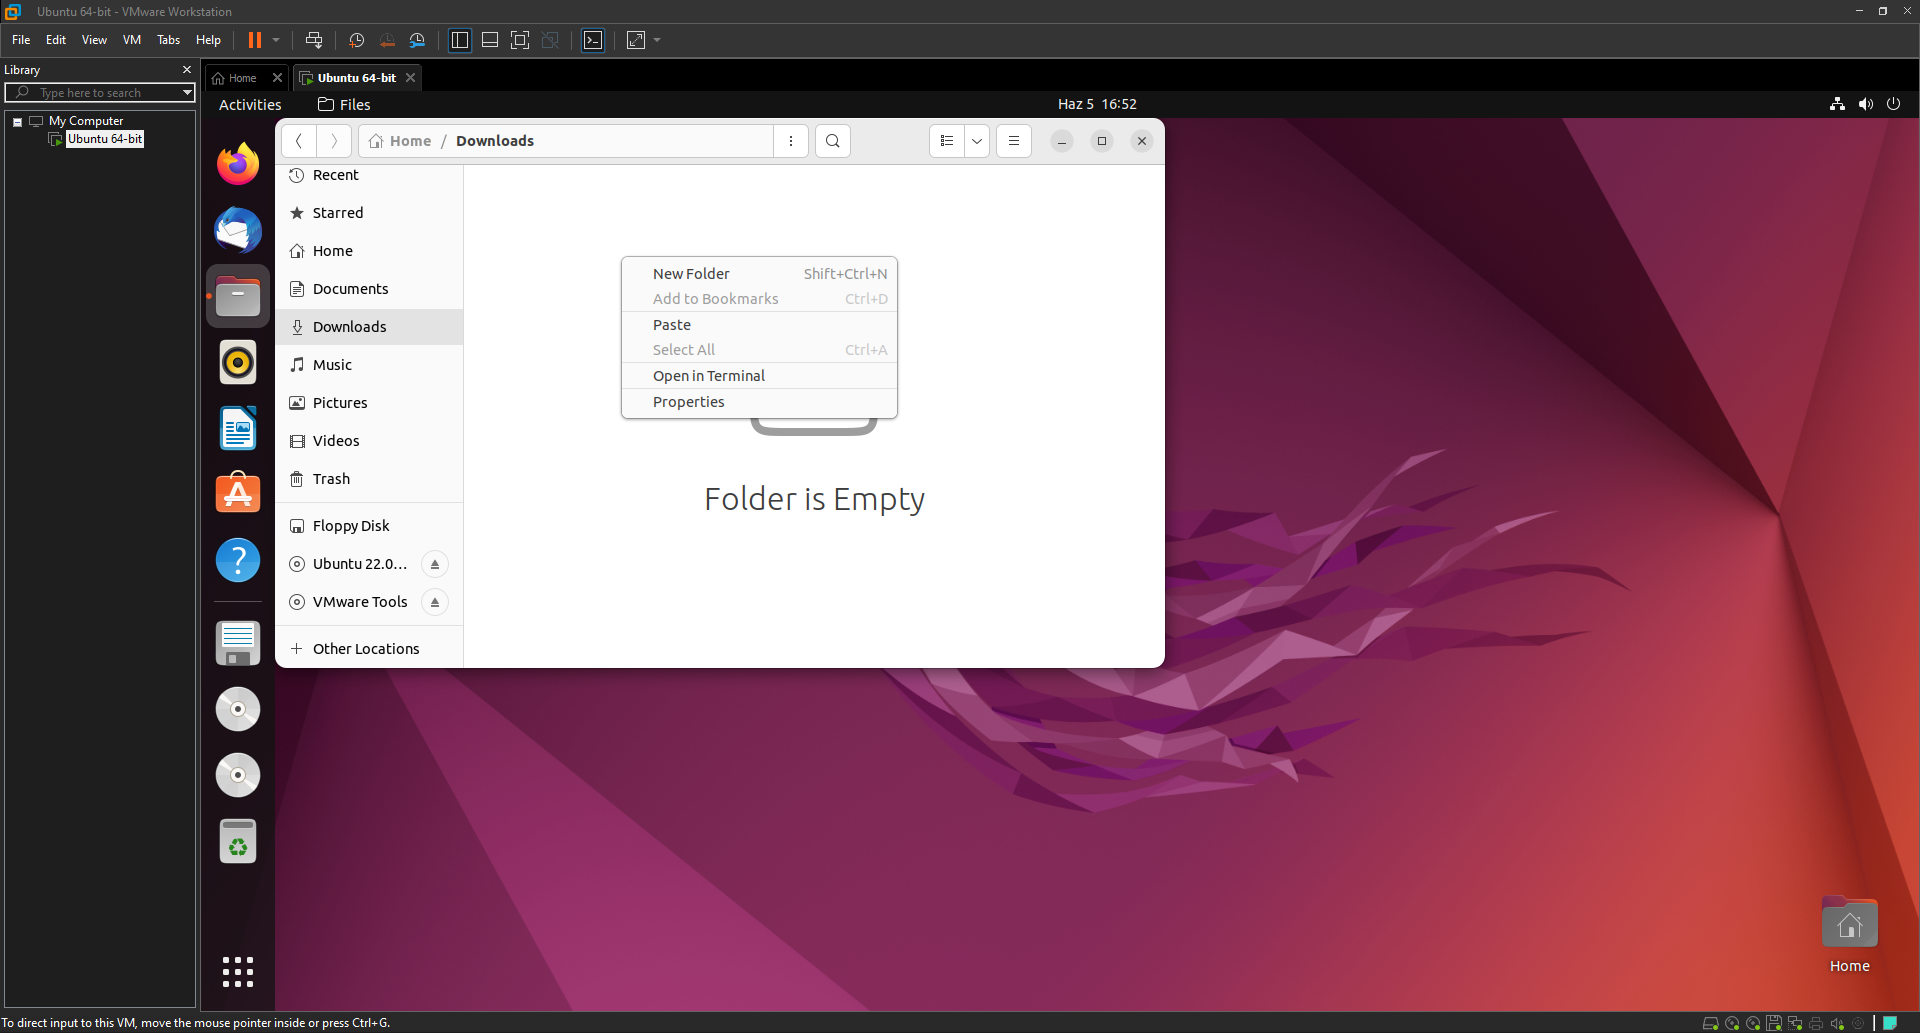 Ubuntu 64-bit - VMware Workstation
File Edit View VM Tabs Help
Library
Type here to search
My Computer
Ubuntu 64-bit
Home Ubuntu 64-bit
Activities Files Haz 5 16:52
Home / Downloads
Recent
Starred
Home
Documents
Downloads
Music
Pictures
Videos
Trash
Floppy Disk
Ubuntu 22.0...
VMware Tools
Other Locations
New Folder Shift+Ctrl+N
Add to Bookmarks Ctrl+D
Paste
Select All Ctrl+A
Open in Terminal
Properties
Folder is Empty
Home
To direct input to this VM, move the mouse pointer inside or press Ctrl+G.